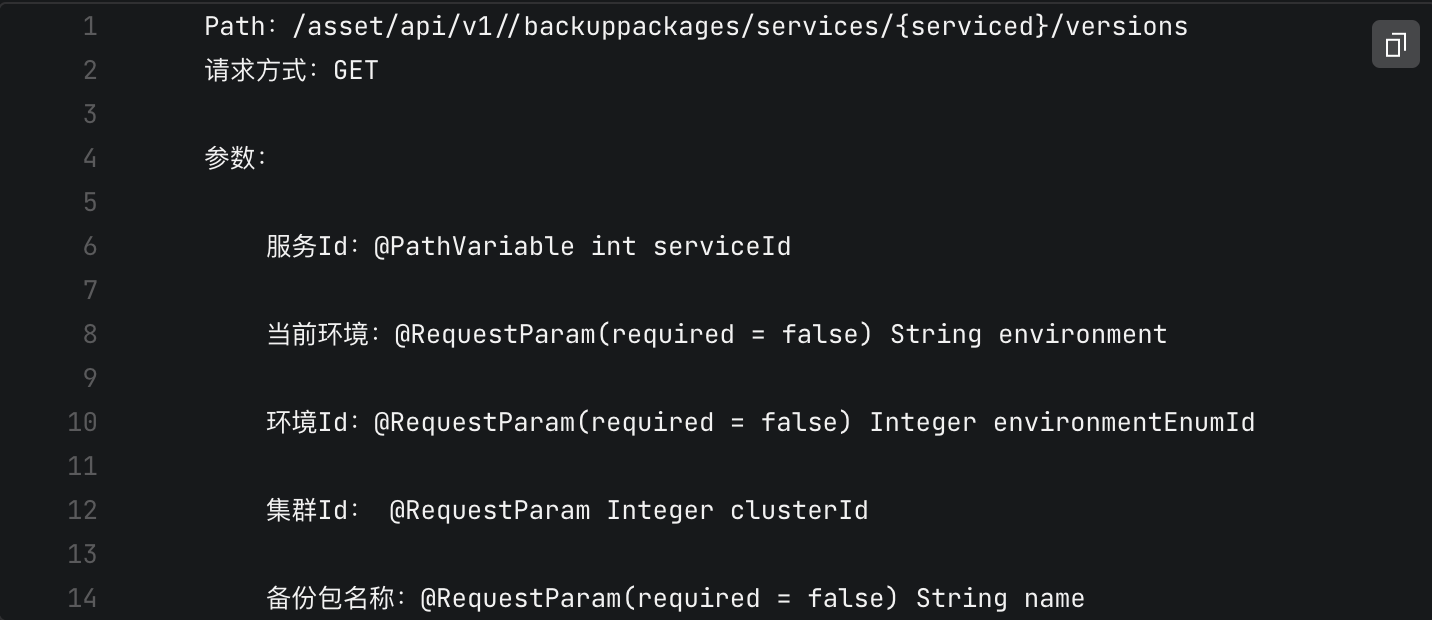 1 Path：/asset/api/v1//backuppackages/services/{serviced}/versions
2 请求方式：GET
3
4 参数：
5
6 服务Id：@PathVariable int serviceId
7
8 当前环境：@RequestParam(required = false) String environment
9
10 环境Id：@RequestParam(required = false) Integer environmentEnumId
11
12 集群Id： @RequestParam Integer clusterId
13
14 备份包名称：@RequestParam(required = false) String name